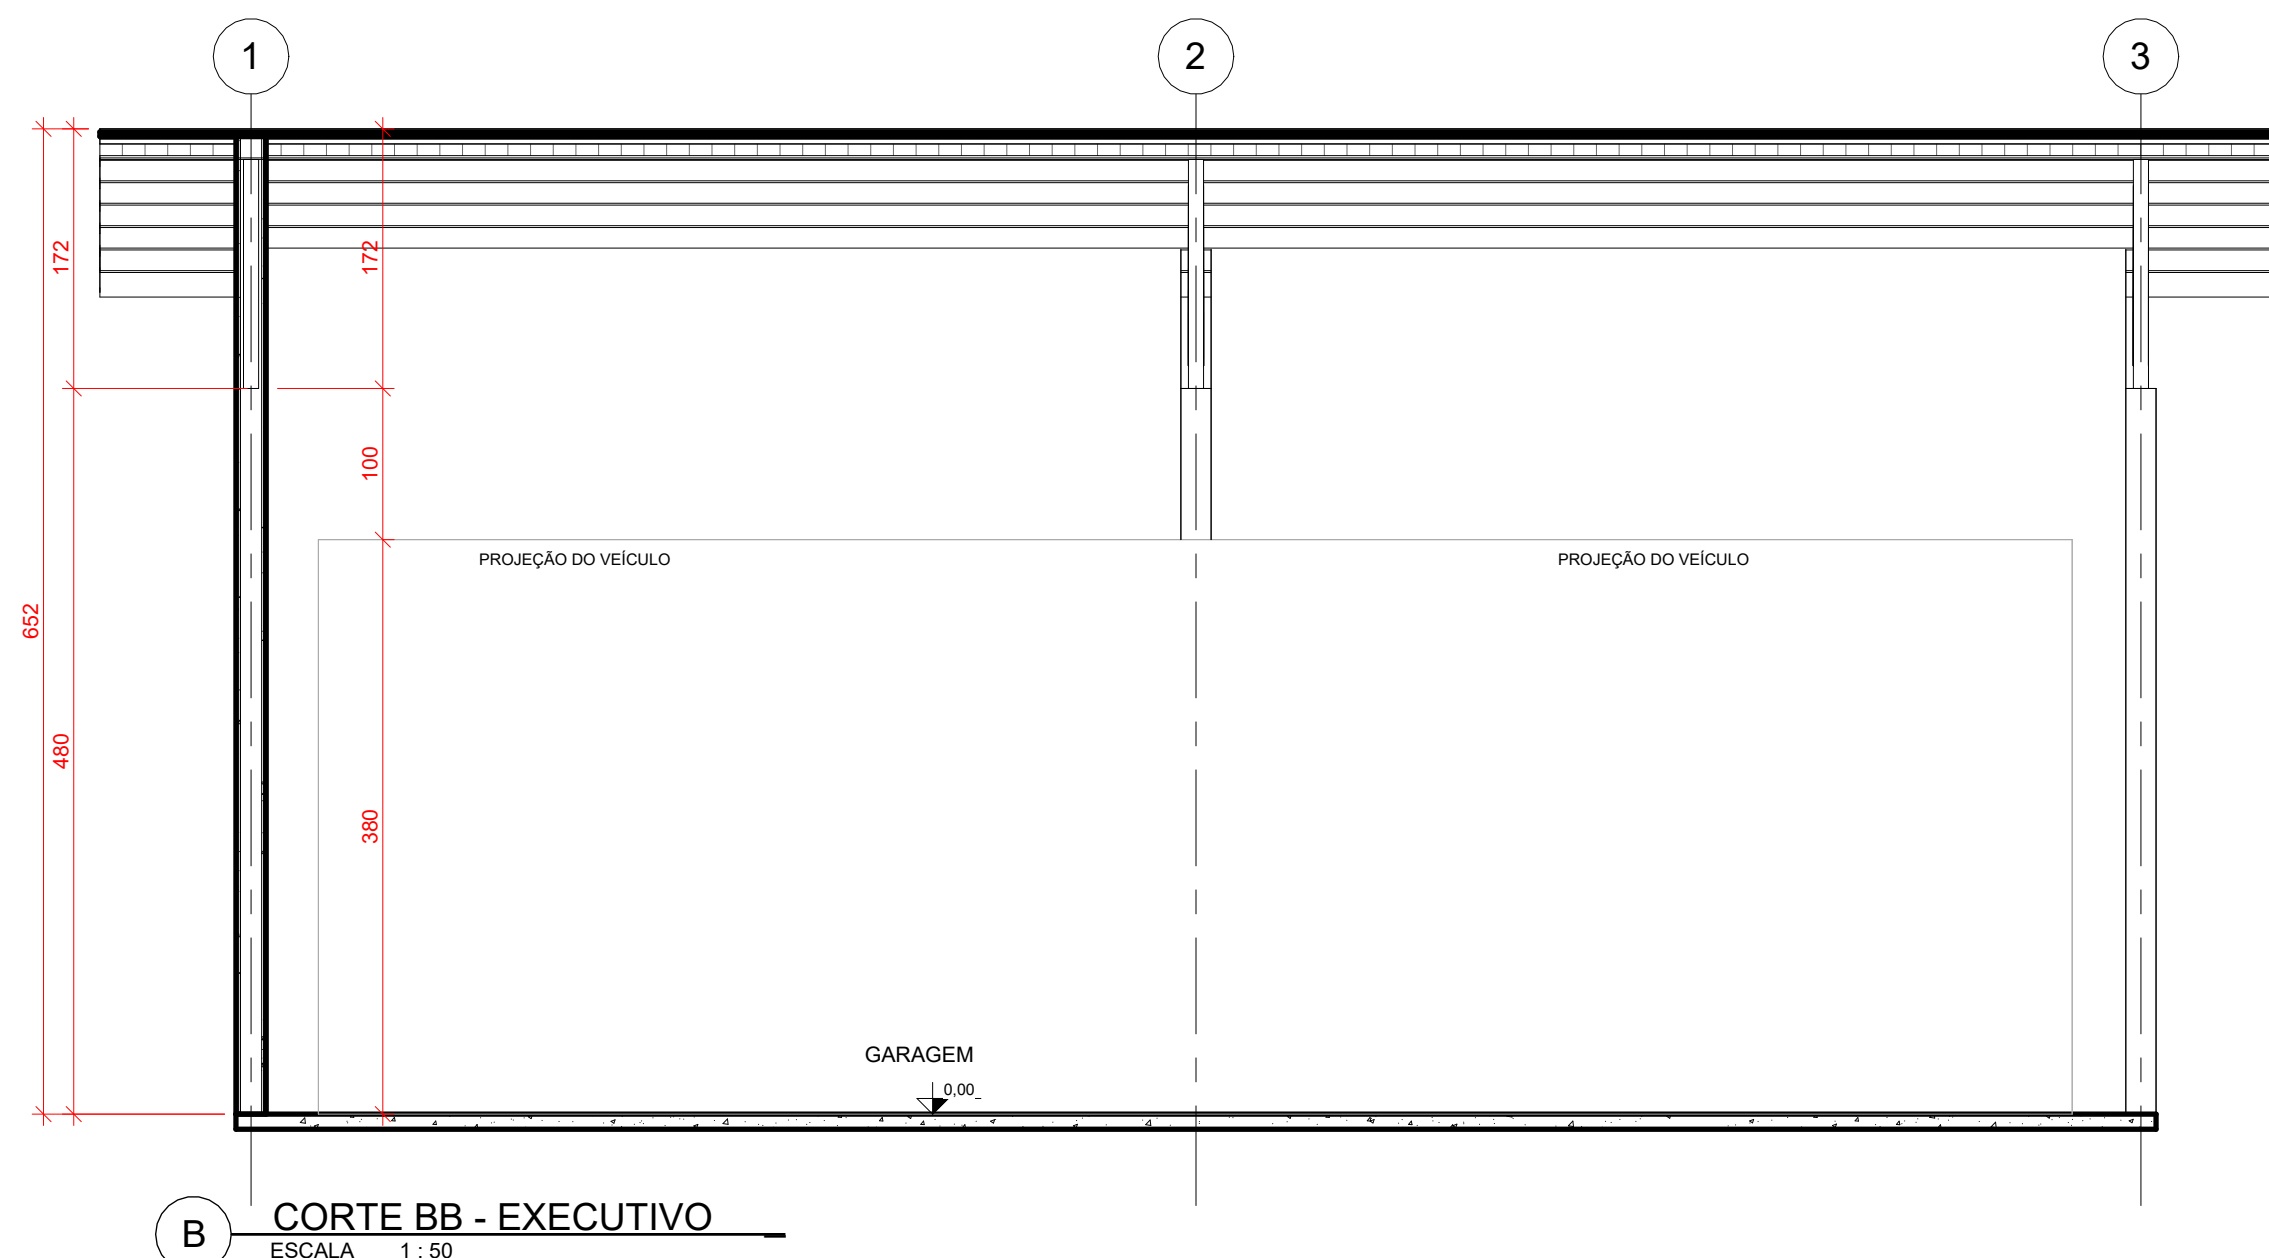 1
2
3
172
172
100
PROJEÇÃO DO VEÍCULO
PROJEÇÃO DO VEÍCULO
652
480
380
GARAGEM
0,00
B
CORTE BB - EXECUTIVO
ESCALA 1 : 50